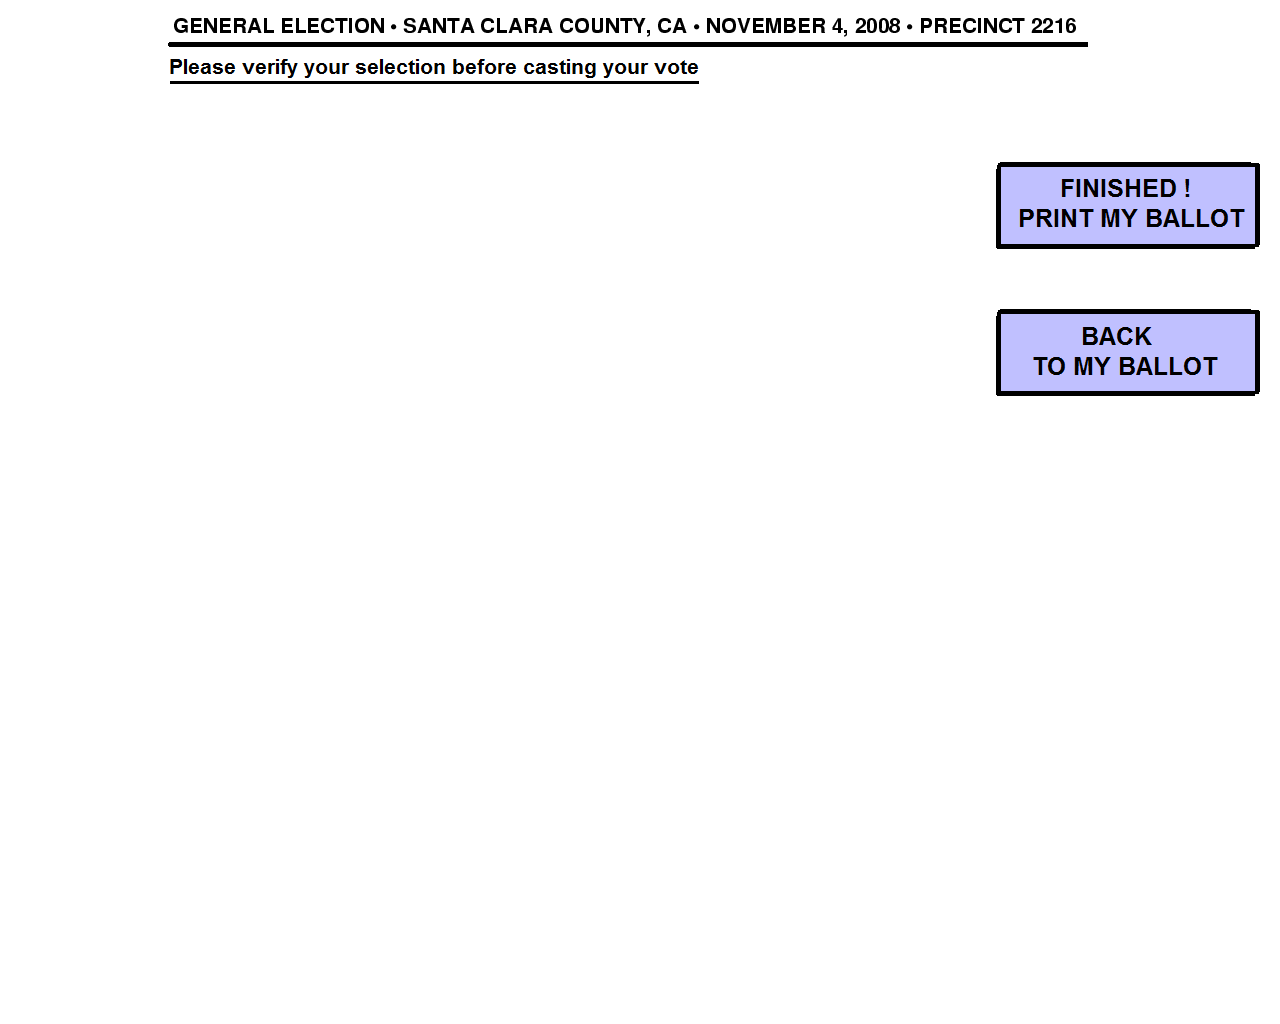 GENERAL ELECTION • SANTA CLARA COUNTY, CA • NOVEMBER 4, 2008 • PRECINCT 2216
Please verify your selection before casting your vote
FINISHED !
PRINT MY BALLOT
BACK
TO MY BALLOT